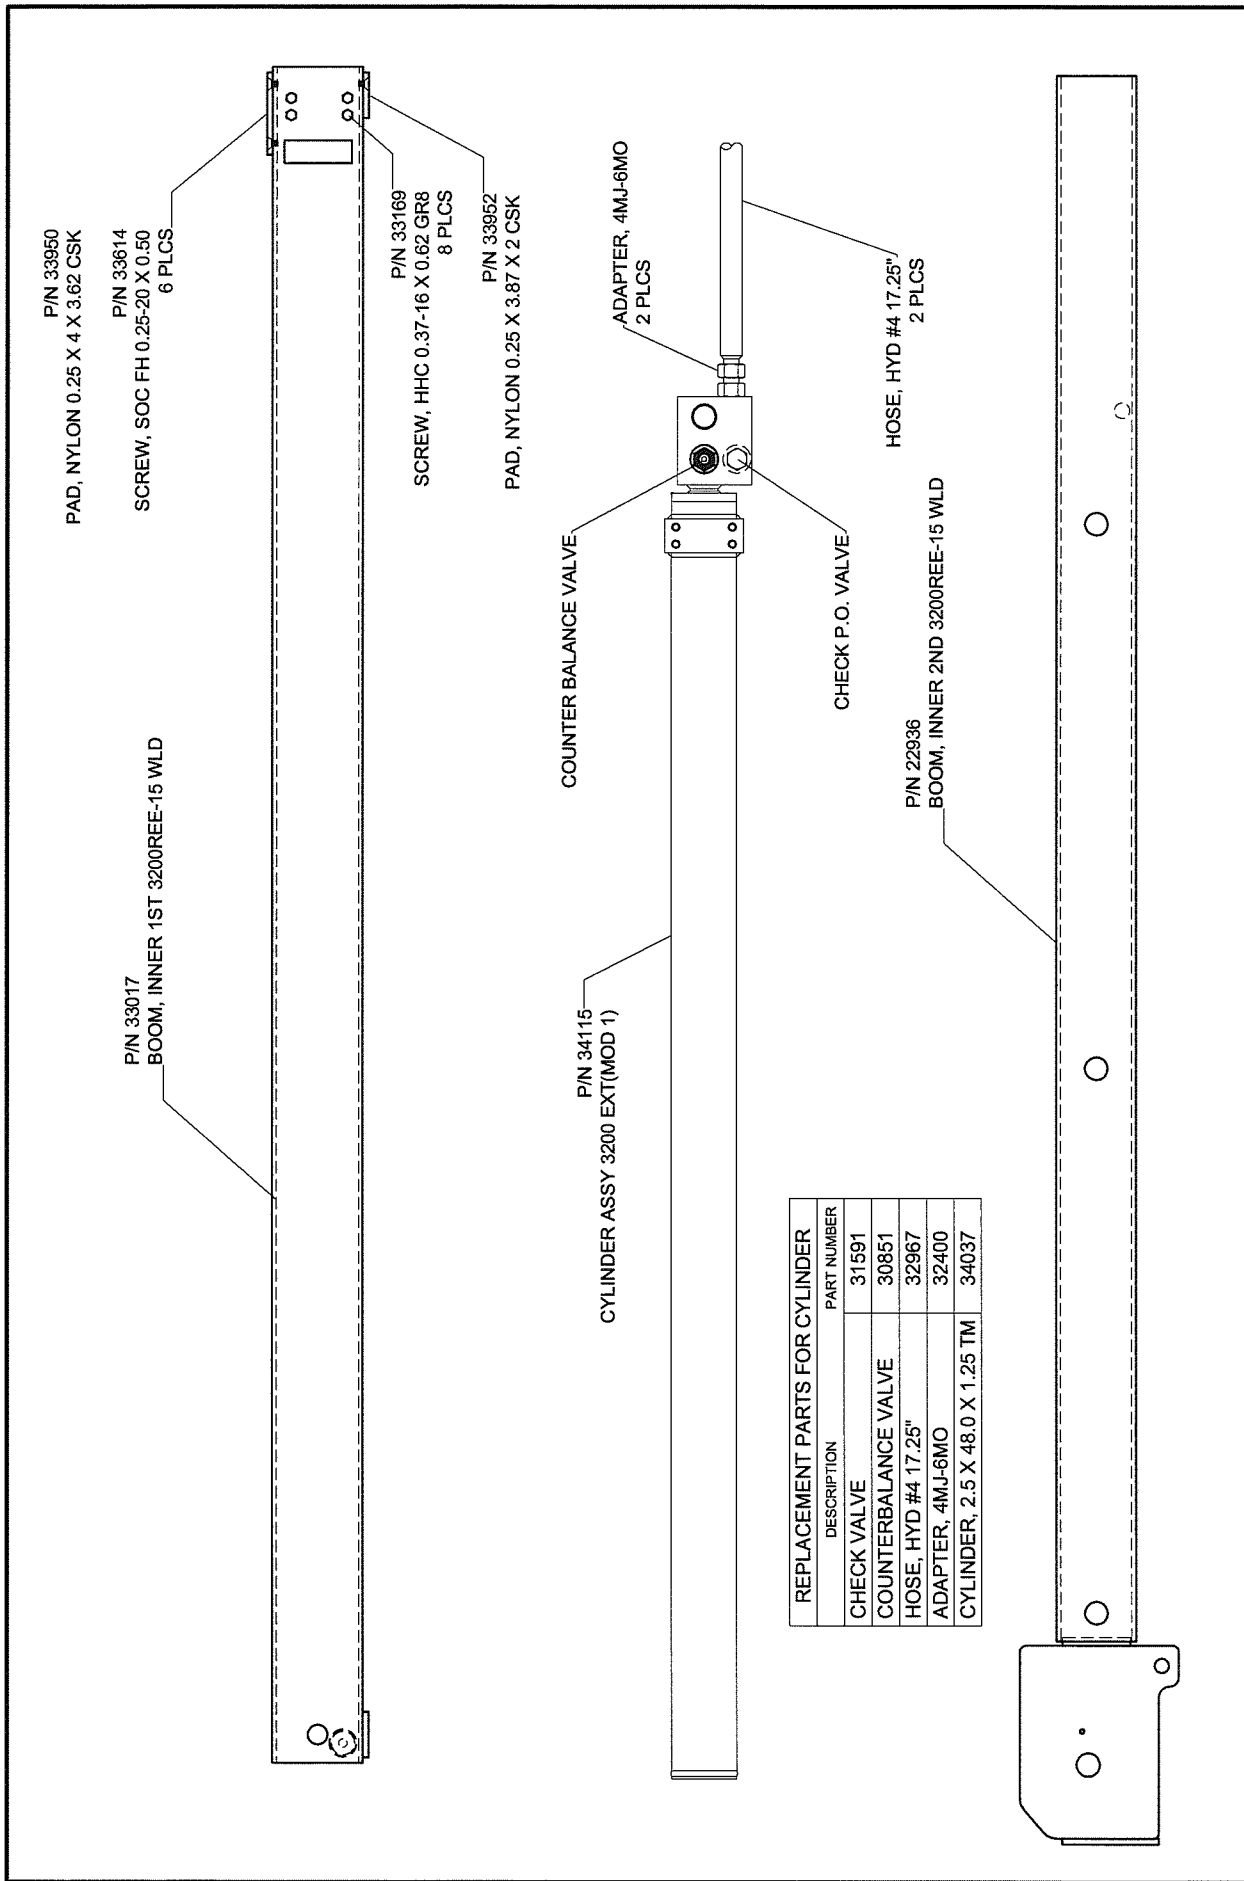 P/N 33950
PAD, NYLON 0.25 X 4 X 3.62 CSK
P/N 33614
SCREW, SOC FH 0.25-20 X 0.50
6 PLCS
P/N 33017
BOOM, INNER 1ST 3200REE-15 WLD
P/N 33169
SCREW, HHC 0.37-16 X 0.62 GR8
8 PLCS
P/N 33952
PAD, NYLON 0.25 X 3.87 X 2 CSK
P/N 34115
CYLINDER ASSY 3200 EXT(MOD 1)
COUNTER BALANCE VALVE
ADAPTER, 4MJ-6MO
2 PLCS
CHECK P.O. VALVE
HOSE, HYD #4 17.25"
2 PLCS
REPLACEMENT PARTS FOR CYLINDER
DESCRIPTION PART NUMBER
CHECK VALVE 31591
COUNTERBALANCE VALVE 30851
HOSE, HYD #4 17.25" 32967
ADAPTER, 4MJ-6MO 32400
CYLINDER, 2.5 X 48.0 X 1.25 TM 34037
P/N 22936
BOOM, INNER 2ND 3200REE-15 WLD